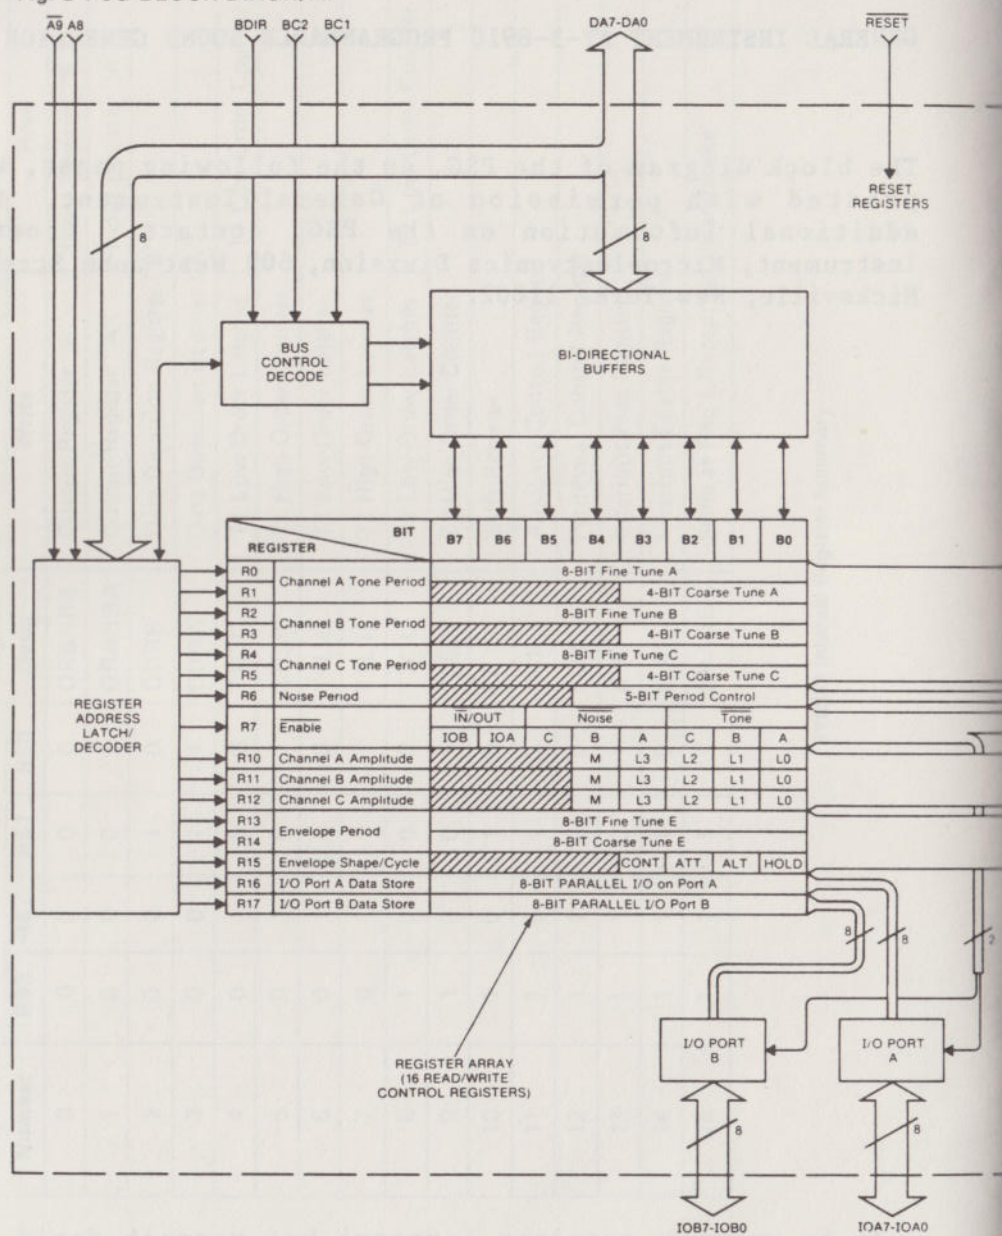 A9 A8 BDIR BC2 BC1 DA7-DA0 RESET
RESET
REGISTERS
8
8
BUS
CONTROL
DECODE
BI-DIRECTIONAL
BUFFERS
REGISTER
ADDRESS
LATCH/
DECODER
REGISTER BIT B7 B6 B5 B4 B3 B2 B1 B0
R0 Channel A Tone Period 8-BIT Fine Tune A
R1 4-BIT Coarse Tune A
R2 Channel B Tone Period 8-BIT Fine Tune B
R3 4-BIT Coarse Tune B
R4 Channel C Tone Period 8-BIT Fine Tune C
R5 4-BIT Coarse Tune C
R6 Noise Period 5-BIT Period Control
R7 Enable IN/OUT Noise Tone
IOB IOA C B A C B A
R10 Channel A Amplitude M L3 L2 L1 L0
R11 Channel B Amplitude M L3 L2 L1 L0
R12 Channel C Amplitude M L3 L2 L1 L0
R13 Envelope Period 8-BIT Fine Tune E
R14 8-BIT Coarse Tune E
R15 Envelope Shape/Cycle CONT ATT. ALT HOLD
R16 I/O Port A Data Store 8-BIT PARALLEL I/O on Port A
R17 I/O Port B Data Store 8-BIT PARALLEL I/O Port B
8 8 2
REGISTER ARRAY
(16 READ/WRITE
CONTROL REGISTERS)
I/O PORT
B
I/O PORT
A
8 8
IOB7-IOB0 IOA7-IOA0